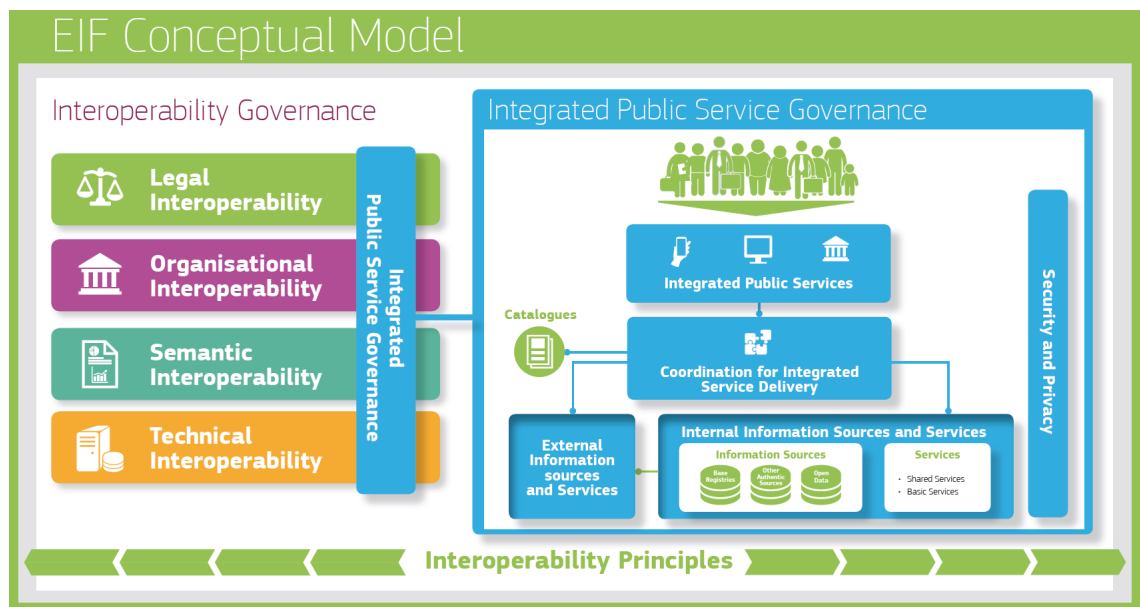 EIF Conceptual Model
Interoperability Governance
Legal
Interoperability
Organisational
Interoperability
Semantic
Interoperability
Technical
Interoperability
Integrated
Public Service Governance
Integrated Public Service Governance
Integrated Public Services
Catalogues
Coordination for Integrated
Service Delivery
External
Information
sources
and Services
Internal Information Sources and Services
Information Sources
Base
Registries
Other
Authentic
Sources
Open
Data
Services
• Shared Services
• Basic Services
Security and Privacy
Interoperability Principles